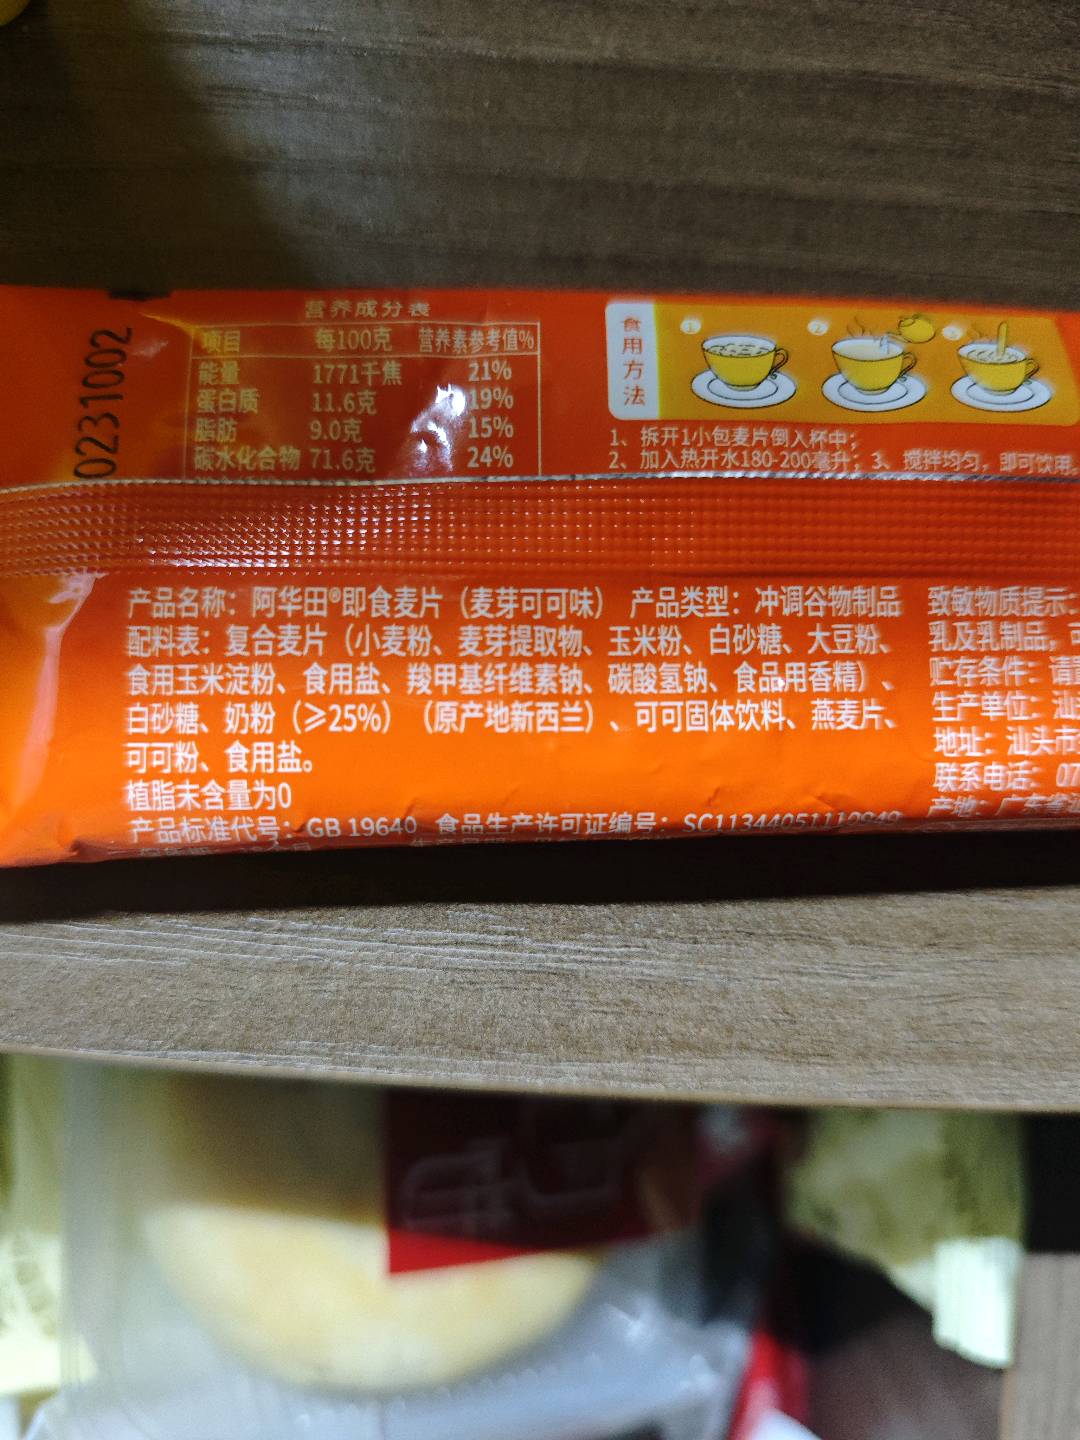 营养成分表
项目 每100克 营养素参考值%
能量 1771千焦 21%
蛋白质 11.6克 19%
脂肪 9.0克 15%
碳水化合物 71.6克 24%
0231002
食用方法
1 2 3
1、拆开1小包麦片倒入杯中；
2、加入热开水180-200毫升；3、搅拌均匀，即可饮用。
产品名称：阿华田®即食麦片（麦芽可可味） 产品类型：冲调谷物制品
配料表：复合麦片（小麦粉、麦芽提取物、玉米粉、白砂糖、大豆粉、
食用玉米淀粉、食用盐、羧甲基纤维素钠、碳酸氢钠、食品用香精）、
白砂糖、奶粉（≥25%）（原产地新西兰）、可可固体饮料、燕麦片、
可可粉、食用盐。
植脂末含量为0
产品标准代号：GB 19640 食品生产许可证编号：
致敏物质提示：
乳及乳制品，可
贮存条件：请
生产单位：汕
地址：汕头市
联系电话：07
产地：广东省